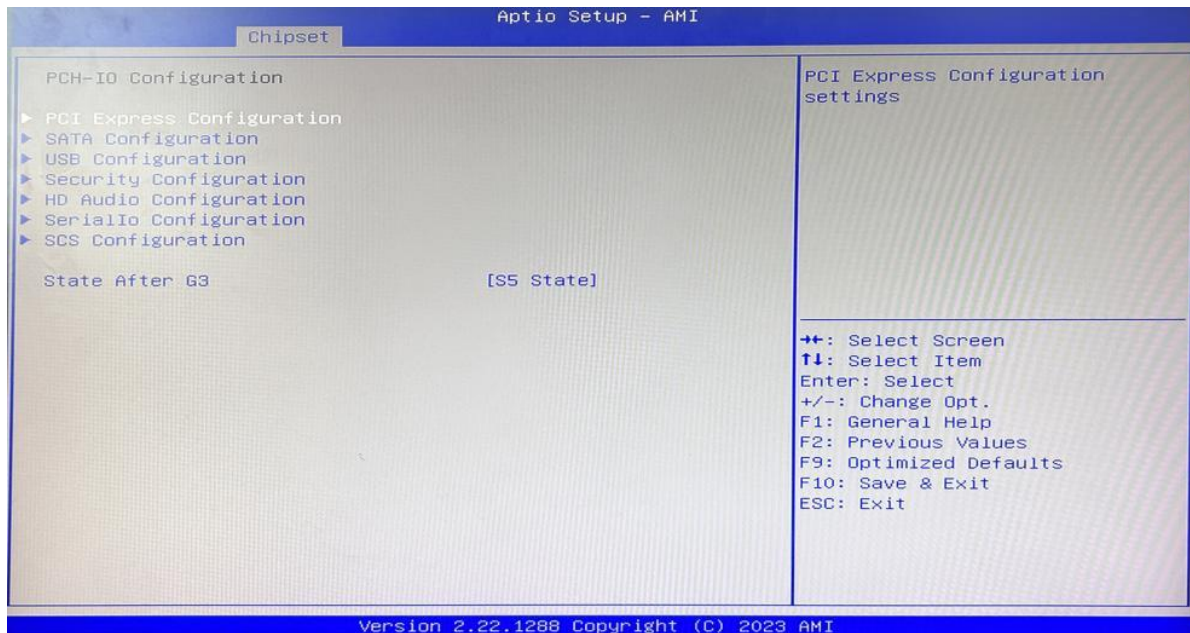 Aptio Setup - AMI
Chipset
PCH-IO Configuration
▶ PCI Express Configuration
▶ SATA Configuration
▶ USB Configuration
▶ Security Configuration
▶ HD Audio Configuration
▶ SerialIo Configuration
▶ SCS Configuration
State After G3 [S5 State]
PCI Express Configuration
settings
→←: Select Screen
↑↓: Select Item
Enter: Select
+/-: Change Opt.
F1: General Help
F2: Previous Values
F9: Optimized Defaults
F10: Save & Exit
ESC: Exit
Version 2.22.1288 Copyright (C) 2023 AMI